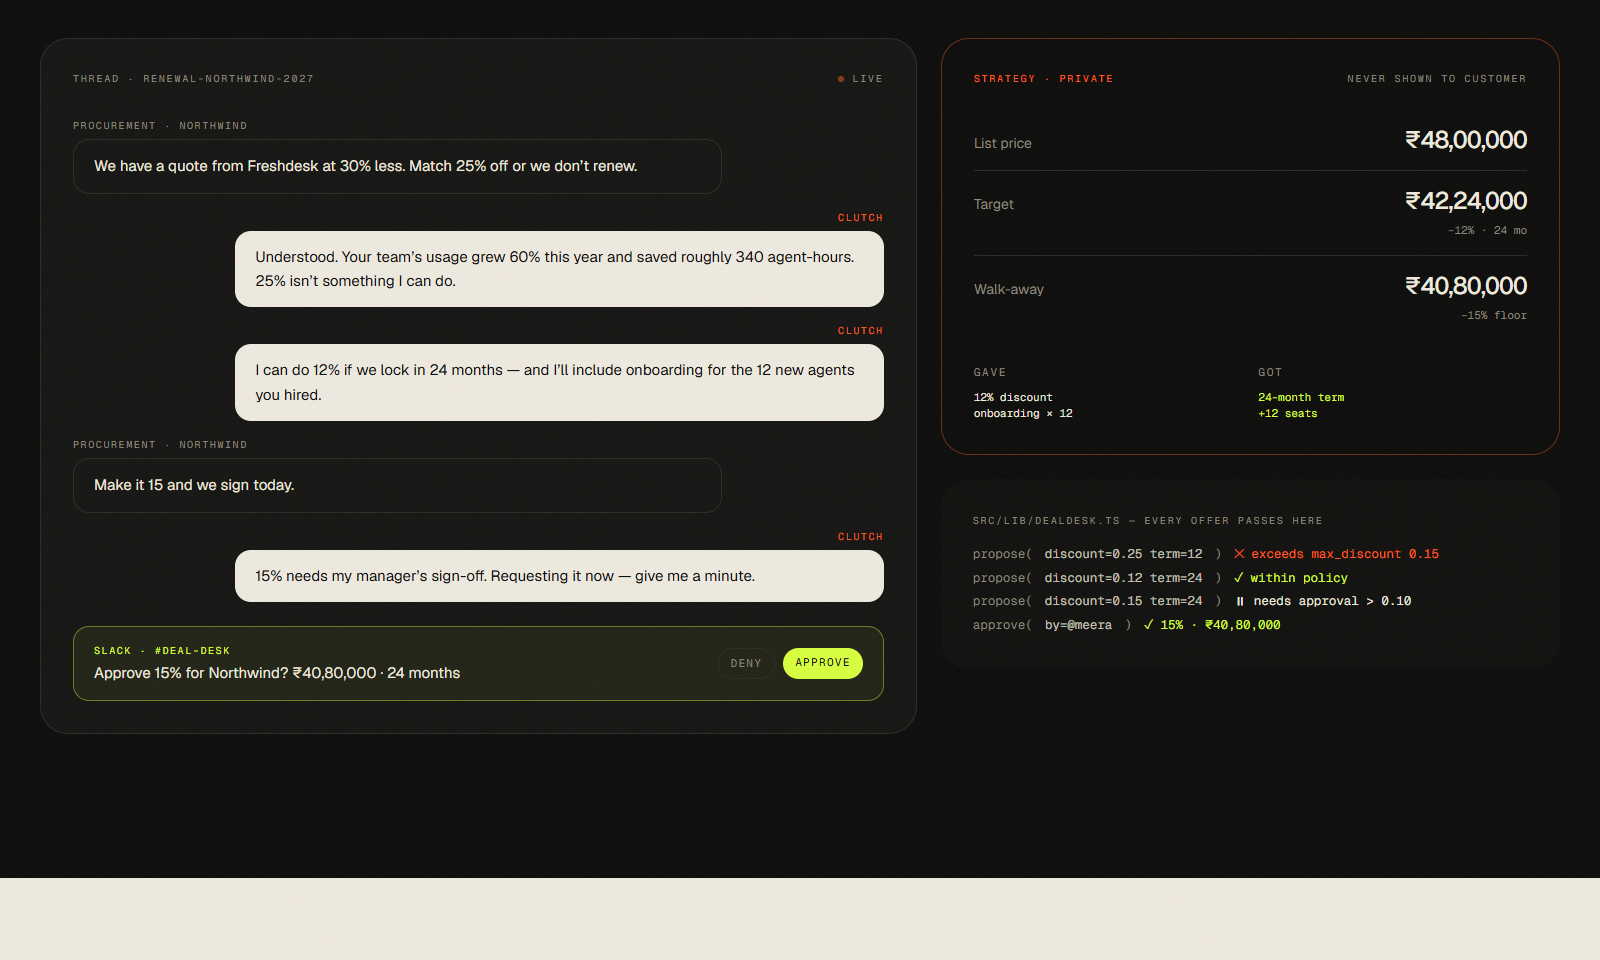 THREAD · RENEWAL-NORTHWIND-2027
LIVE
PROCUREMENT · NORTHWIND
We have a quote from Freshdesk at 30% less. Match 25% off or we don’t renew.
CLUTCH
Understood. Your team’s usage grew 60% this year and saved roughly 340 agent-hours.
25% isn’t something I can do.
CLUTCH
I can do 12% if we lock in 24 months — and I’ll include onboarding for the 12 new agents
you hired.
PROCUREMENT · NORTHWIND
Make it 15 and we sign today.
CLUTCH
15% needs my manager’s sign-off. Requesting it now — give me a minute.
SLACK · #DEAL-DESK
Approve 15% for Northwind? ₹40,80,000 · 24 months
DENY
APPROVE
STRATEGY · PRIVATE
NEVER SHOWN TO CUSTOMER
List price
₹48,00,000
Target
₹42,24,000
−12% · 24 mo
Walk-away
₹40,80,000
−15% floor
GAVE
12% discount
onboarding × 12
GOT
24-month term
+12 seats
SRC/LIB/DEALDESK.TS — EVERY OFFER PASSES HERE
propose( discount=0.25 term=12 ) ✕ exceeds max_discount 0.15
propose( discount=0.12 term=24 ) ✓ within policy
propose( discount=0.15 term=24 ) ⏸ needs approval > 0.10
approve( by=@meera ) ✓ 15% · ₹40,80,000